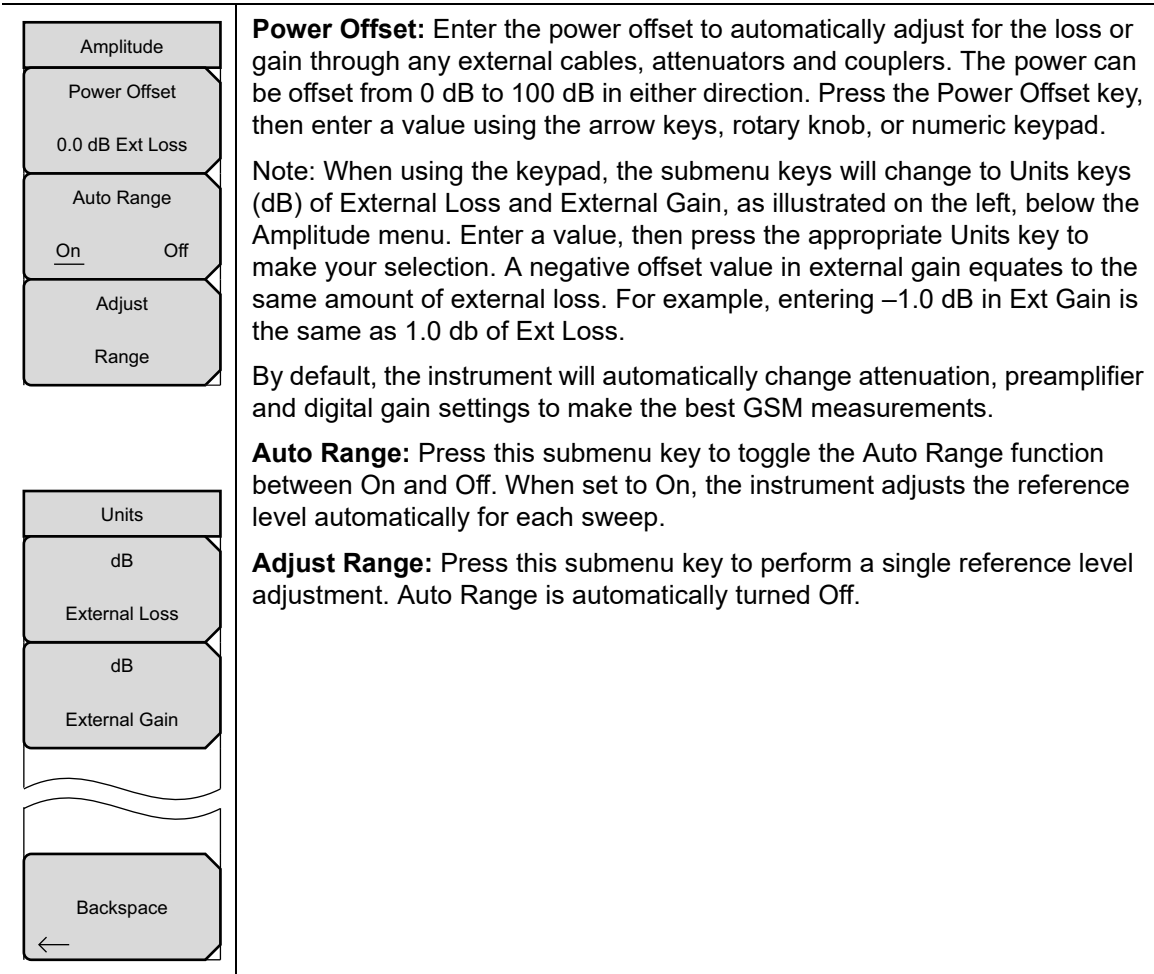 Amplitude
Power Offset
0.0 dB Ext Loss
Auto Range
On Off
Adjust
Range
Units
dB
External Loss
dB
External Gain
Backspace
Power Offset: Enter the power offset to automatically adjust for the loss or
gain through any external cables, attenuators and couplers. The power can
be offset from 0 dB to 100 dB in either direction. Press the Power Offset key,
then enter a value using the arrow keys, rotary knob, or numeric keypad.
Note: When using the keypad, the submenu keys will change to Units keys
(dB) of External Loss and External Gain, as illustrated on the left, below the
Amplitude menu. Enter a value, then press the appropriate Units key to
make your selection. A negative offset value in external gain equates to the
same amount of external loss. For example, entering –1.0 dB in Ext Gain is
the same as 1.0 db of Ext Loss.
By default, the instrument will automatically change attenuation, preamplifier
and digital gain settings to make the best GSM measurements.
Auto Range: Press this submenu key to toggle the Auto Range function
between On and Off. When set to On, the instrument adjusts the reference
level automatically for each sweep.
Adjust Range: Press this submenu key to perform a single reference level
adjustment. Auto Range is automatically turned Off.